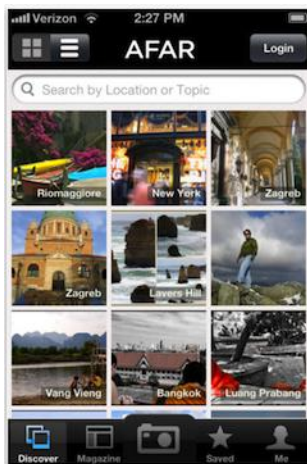 Verizon 2:27 PM
AFAR Login
Search by Location or Topic
Riomaggiore New York Zagreb
Zagreb Lavers Hill
Vang Vieng Bangkok Luang Prabang
Discover Magazine Saved Me